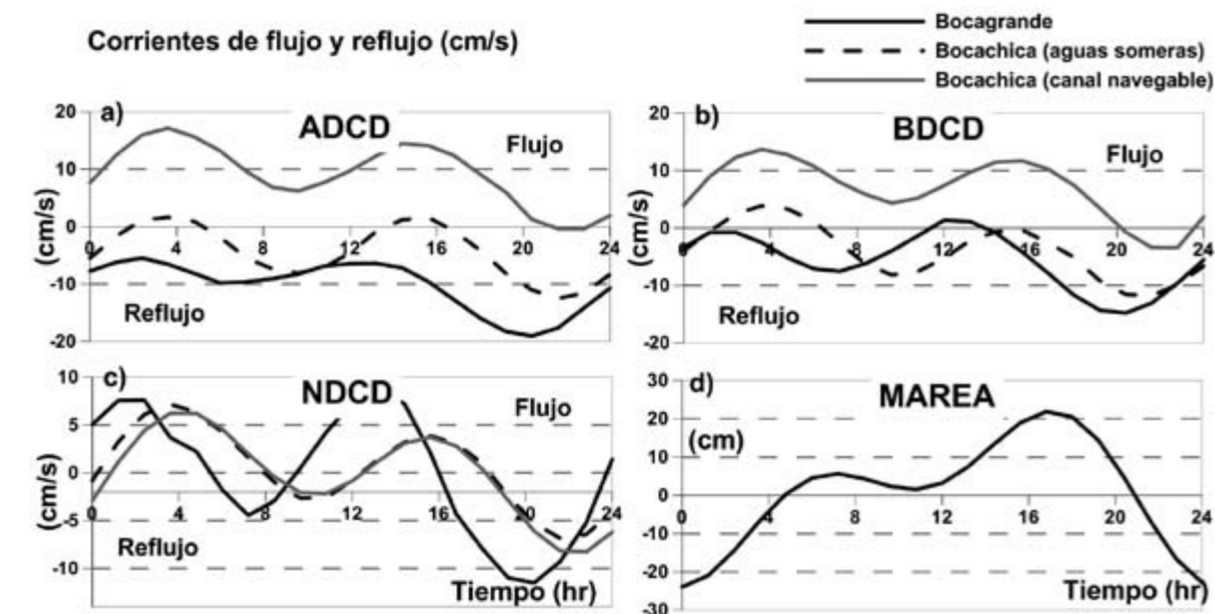 Corrientes de flujo y reflujo (cm/s)
Bocagrande
Bocachica (aguas someras)
Bocachica (canal navegable)
a)
ADCD
Flujo
Reflujo
(cm/s)
20
10
0
-10
-20
0 4 8 12 16 20 24
b)
BDCD
Flujo
Reflujo
(cm/s)
20
10
0
-10
-20
0 4 8 12 16 20 24
c)
NDCD
Flujo
Reflujo
(cm/s)
10
5
0
-5
-10
0 4 8 12 16 20 24
Tiempo (hr)
d)
MAREA
(cm)
30
20
10
0
-10
-20
-30
0 4 8 12 16 20 24
Tiempo (hr)